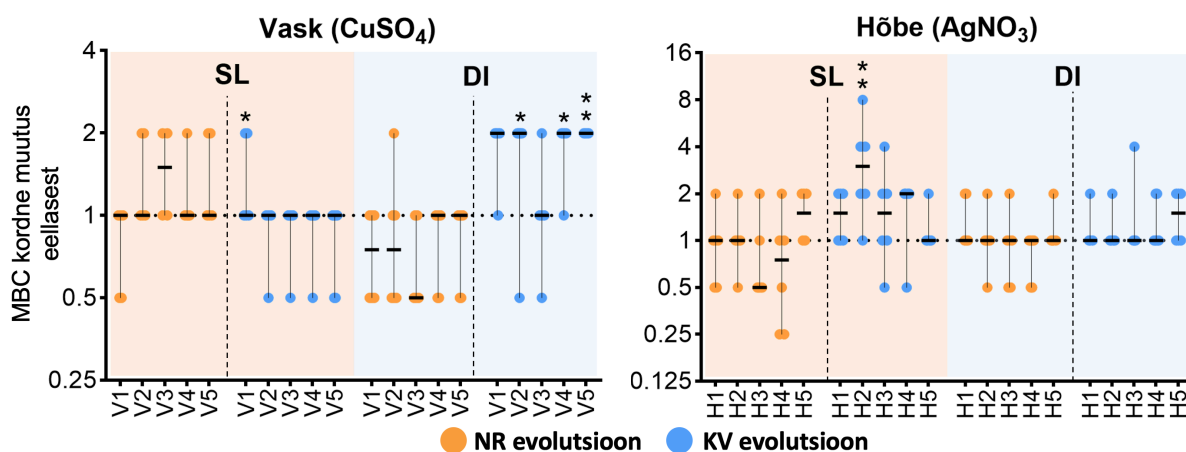 Vask (CuSO₄)
MBC kordne muutus
eellasest
4
2
1
0.5
0.25
SL
DI
*
*
*
*
*
V1 V2 V3 V4 V5 V1 V2 V3 V4 V5 V1 V2 V3 V4 V5 V1 V2 V3 V4 V5
Hõbe (AgNO₃)
16
8
4
2
1
0.5
0.25
0.125
SL
DI
*
*
H1 H2 H3 H4 H5 H1 H2 H3 H4 H5 H1 H2 H3 H4 H5 H1 H2 H3 H4 H5
NR evolutsioon KV evolutsioon